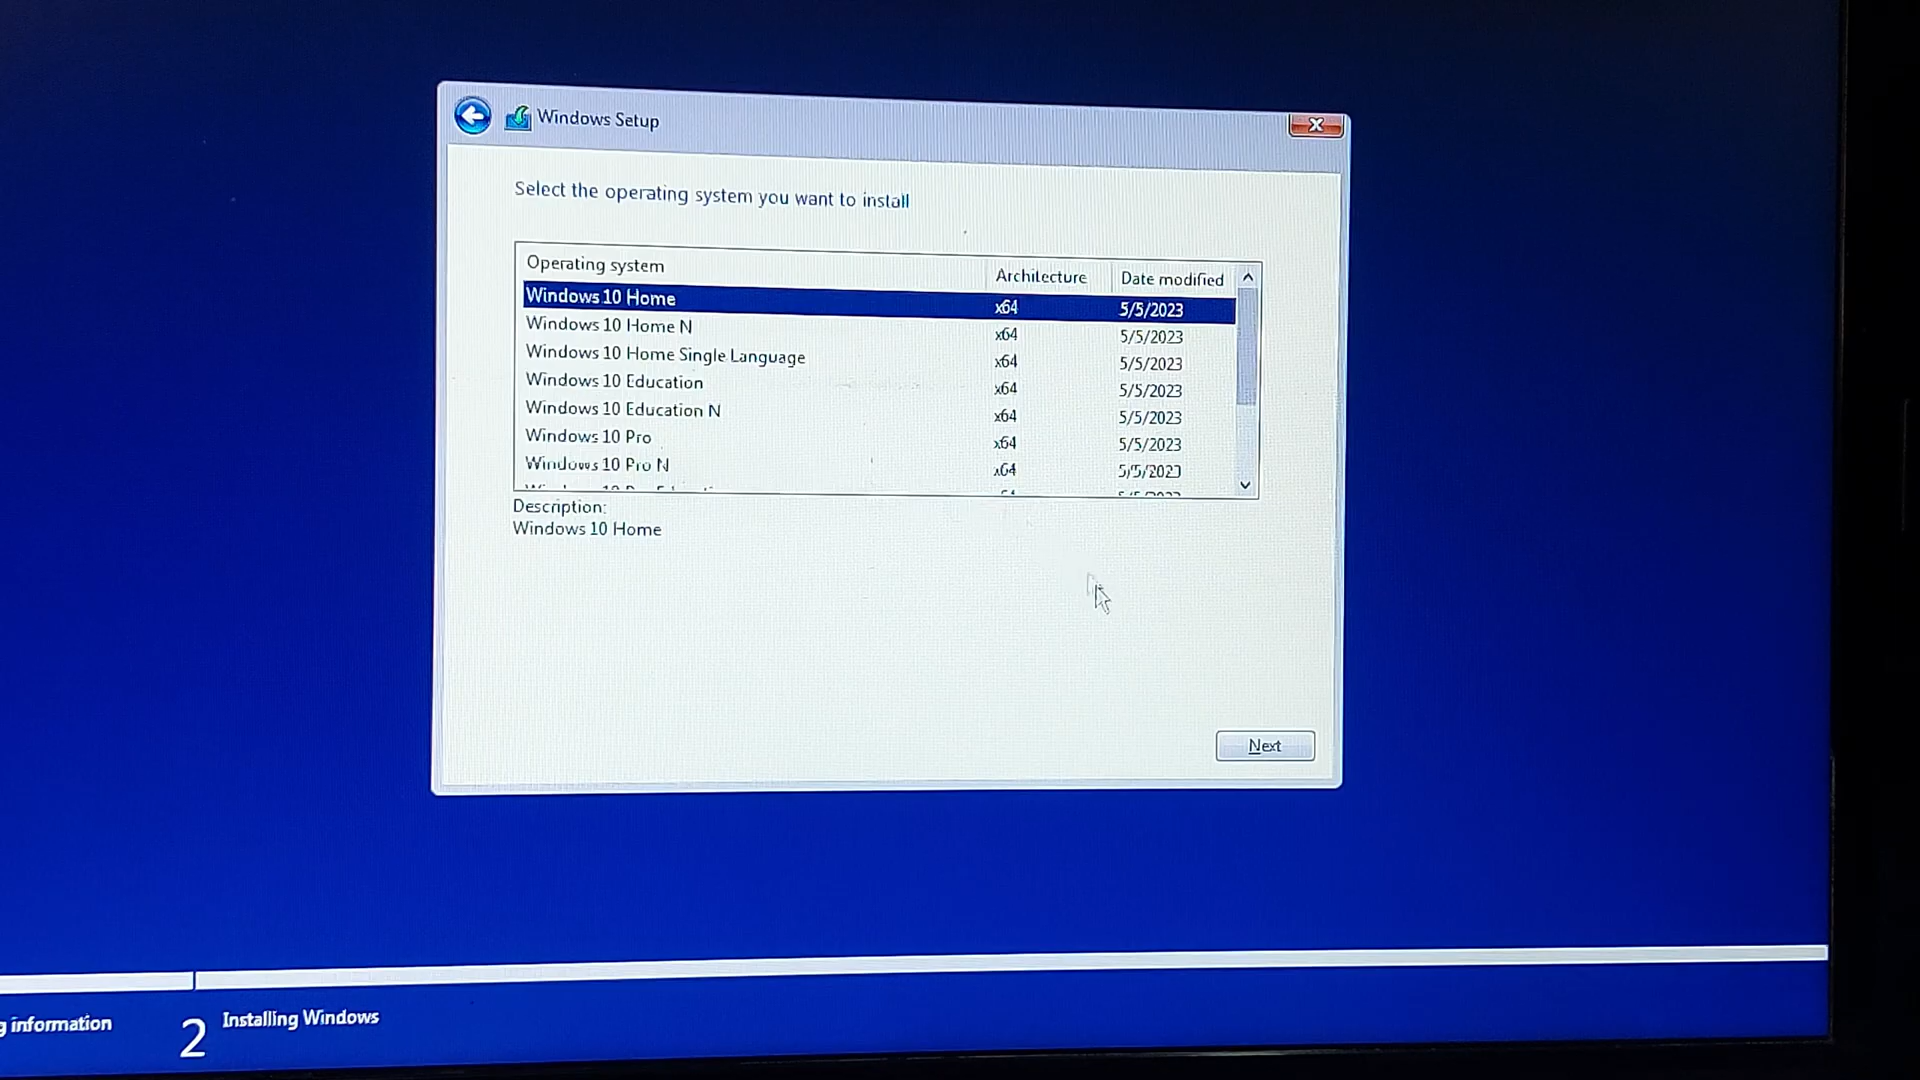 Windows Setup
Select the operating system you want to install
Operating system Architecture Date modified
Windows 10 Home x64 5/5/2023
Windows 10 Home N x64 5/5/2023
Windows 10 Home Single Language x64 5/5/2023
Windows 10 Education x64 5/5/2023
Windows 10 Education N x64 5/5/2023
Windows 10 Pro x64 5/5/2023
Windows 10 Pro N x64 5/5/2023
Description:
Windows 10 Home
Next
g information
2 Installing Windows